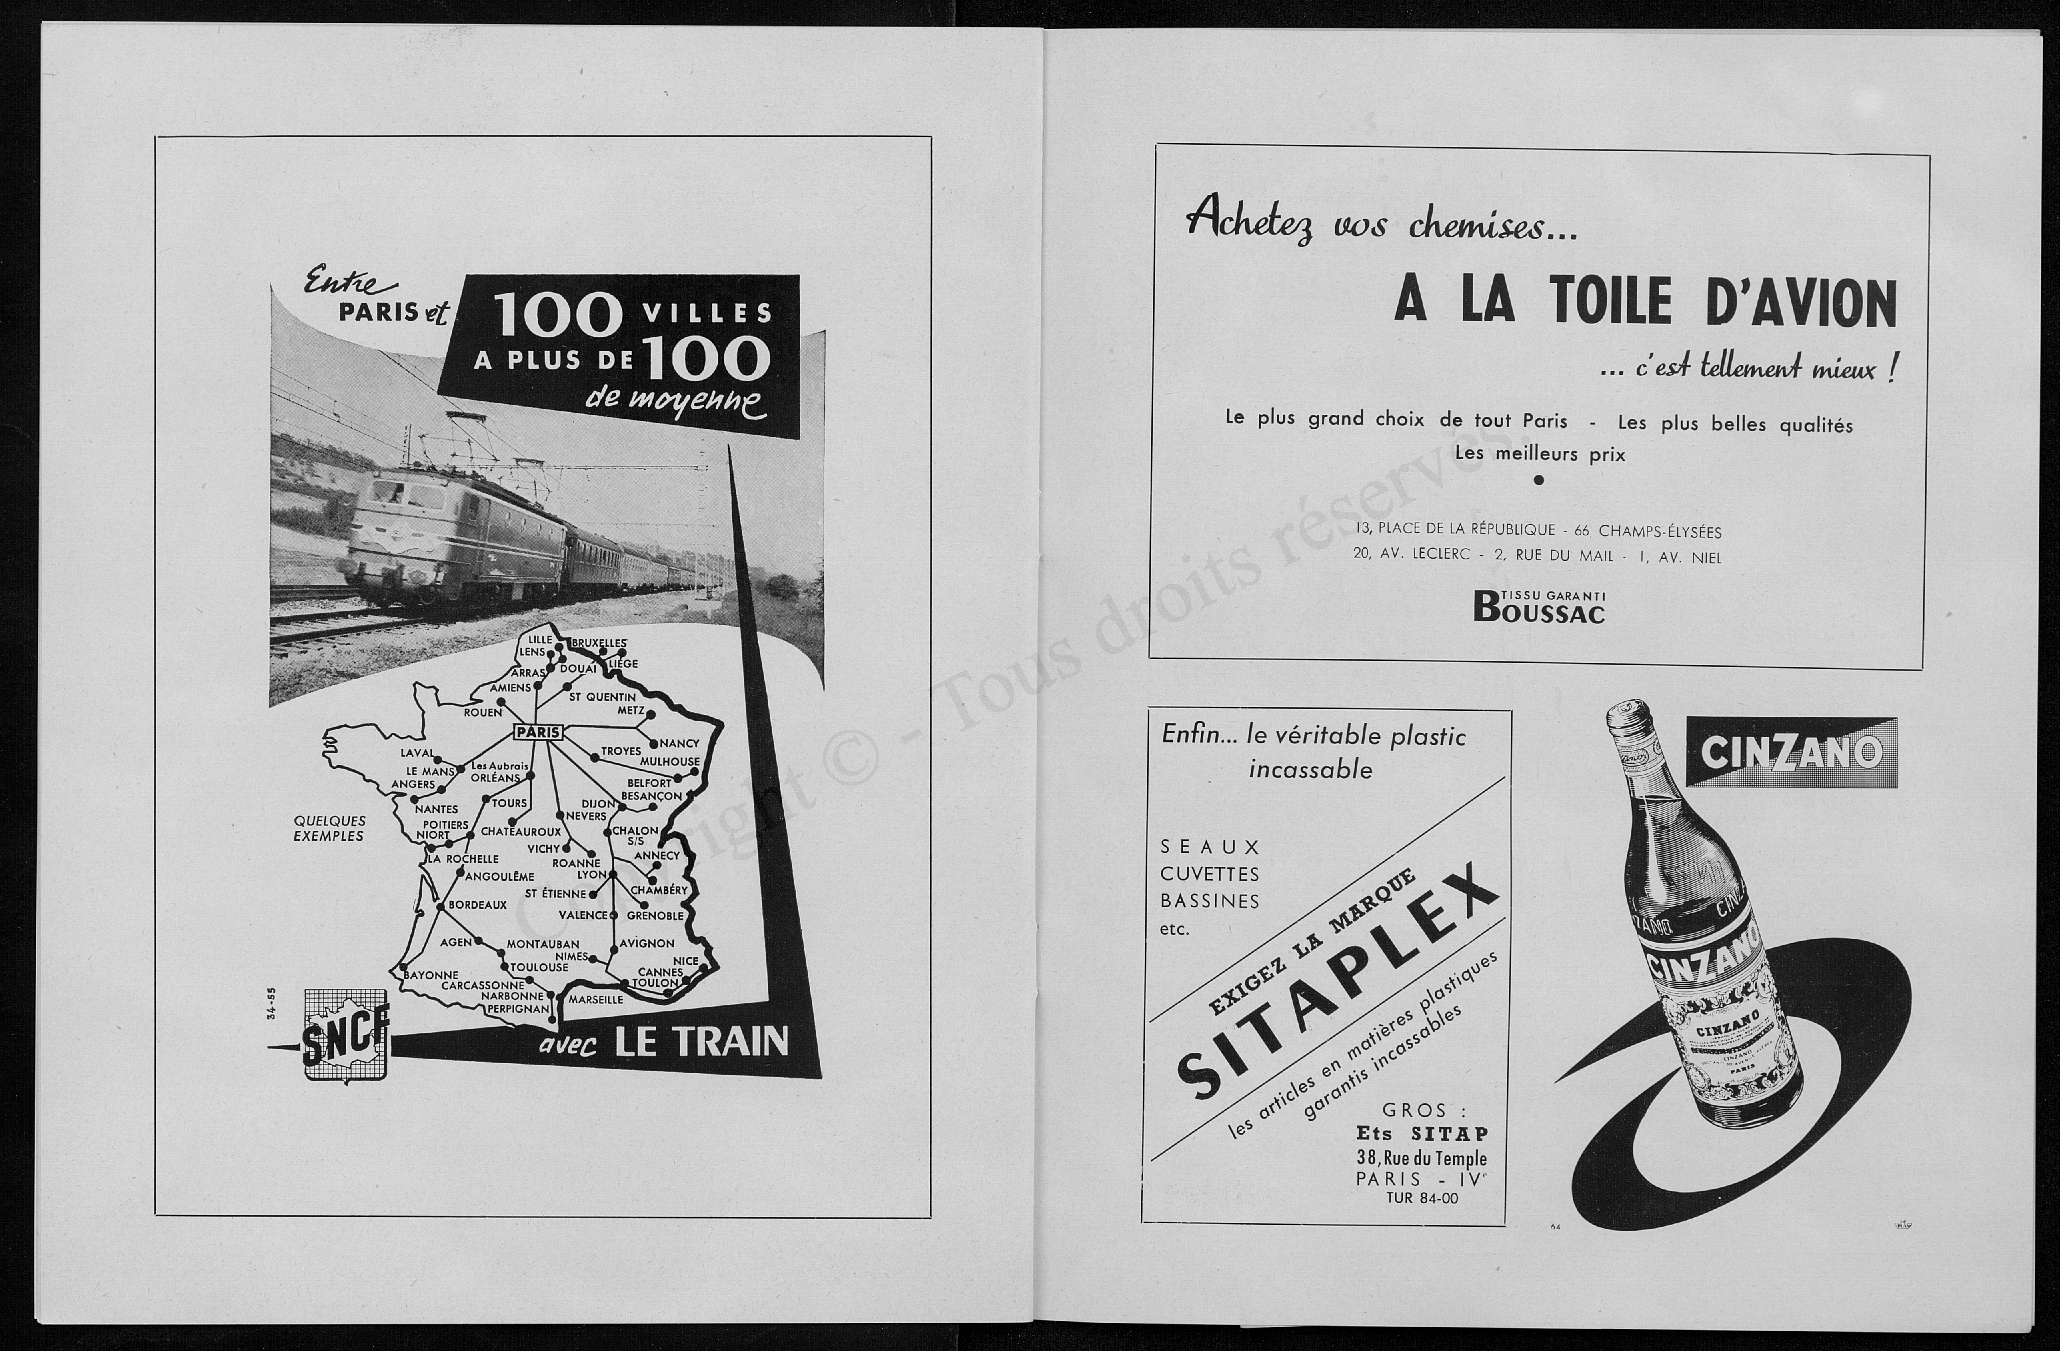 Entre
PARIS et
100 VILLES
A PLUS DE 100
de moyenne
LILLE
BRUXELLES
LENS
DOUAI
LIÈGE
ARRAS
AMIENS
ST QUENTIN
ROUEN
METZ
PARIS
NANCY
LAVAL
TROYES
Les Aubrais
MULHOUSE
LE MANS
ORLÉANS
ANGERS
BELFORT
BESANÇON
NANTES
TOURS
DIJON
NEVERS
QUELQUES
EXEMPLES
POITIERS
NIORT
CHATEAUROUX
CHALON
S/S
VICHY
ANNECY
LA ROCHELLE
ROANNE
ANGOULÊME
LYON
ST ÉTIENNE
CHAMBÉRY
BORDEAUX
VALENCE
GRENOBLE
AGEN
MONTAUBAN
AVIGNON
NIMES
NICE
TOULOUSE
CANNES
BAYONNE
TOULON
CARCASSONNE
NARBONNE
MARSEILLE
PERPIGNAN
34-55
SNCF
avec LE TRAIN
Achetez vos chemises...
A LA TOILE D'AVION
... c'est tellement mieux !
Le plus grand choix de tout Paris - Les plus belles qualités
Les meilleurs prix
13, PLACE DE LA RÉPUBLIQUE - 66 CHAMPS-ÉLYSÉES
20, AV. LECLERC - 2, RUE DU MAIL - 1, AV. NIEL
TISSU GARANTI
BOUSSAC
Enfin... le véritable plastic
incassable
SEAUX
CUVETTES
BASSINES
etc.
EXIGEZ LA MARQUE
SITAPLEX
les articles en matières plastiques
garantis incassables
GROS :
Ets SITAP
38, Rue du Temple
PARIS - IVe
TUR 84-00
CINZANO
CINZANO
CINZANO
CINZANO
PARIS
64
Copyright © - Tous droits réservés.